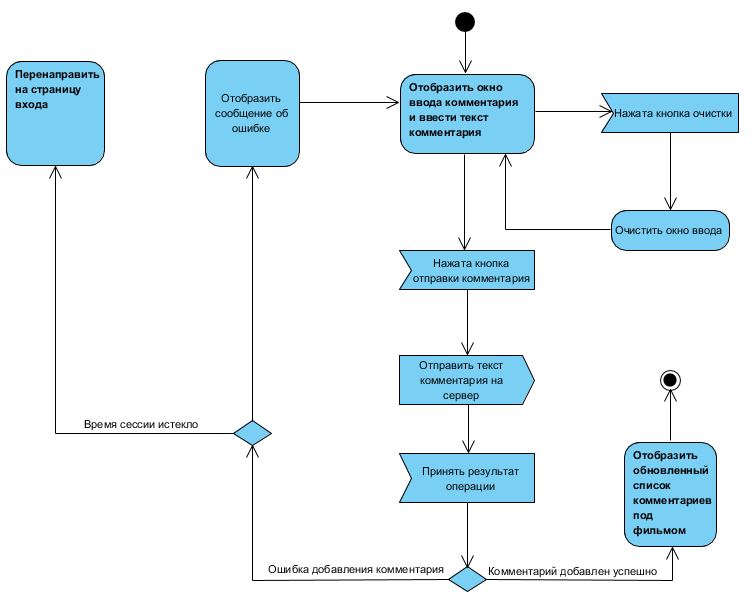 Перенаправить
на страницу
входа
Отобразить
сообщение об
ошибке
Отобразить окно
ввода комментария
и ввести текст
комментария
Нажата кнопка очистки
Очистить окно ввода
Нажата кнопка
отправки комментария
Отправить текст
комментария на
сервер
Время сессии истекло
Принять результат
операции
Отобразить
обновленный
список
комментариев
под
фильмом
Ошибка добавления комментария
Комментарий добавлен успешно